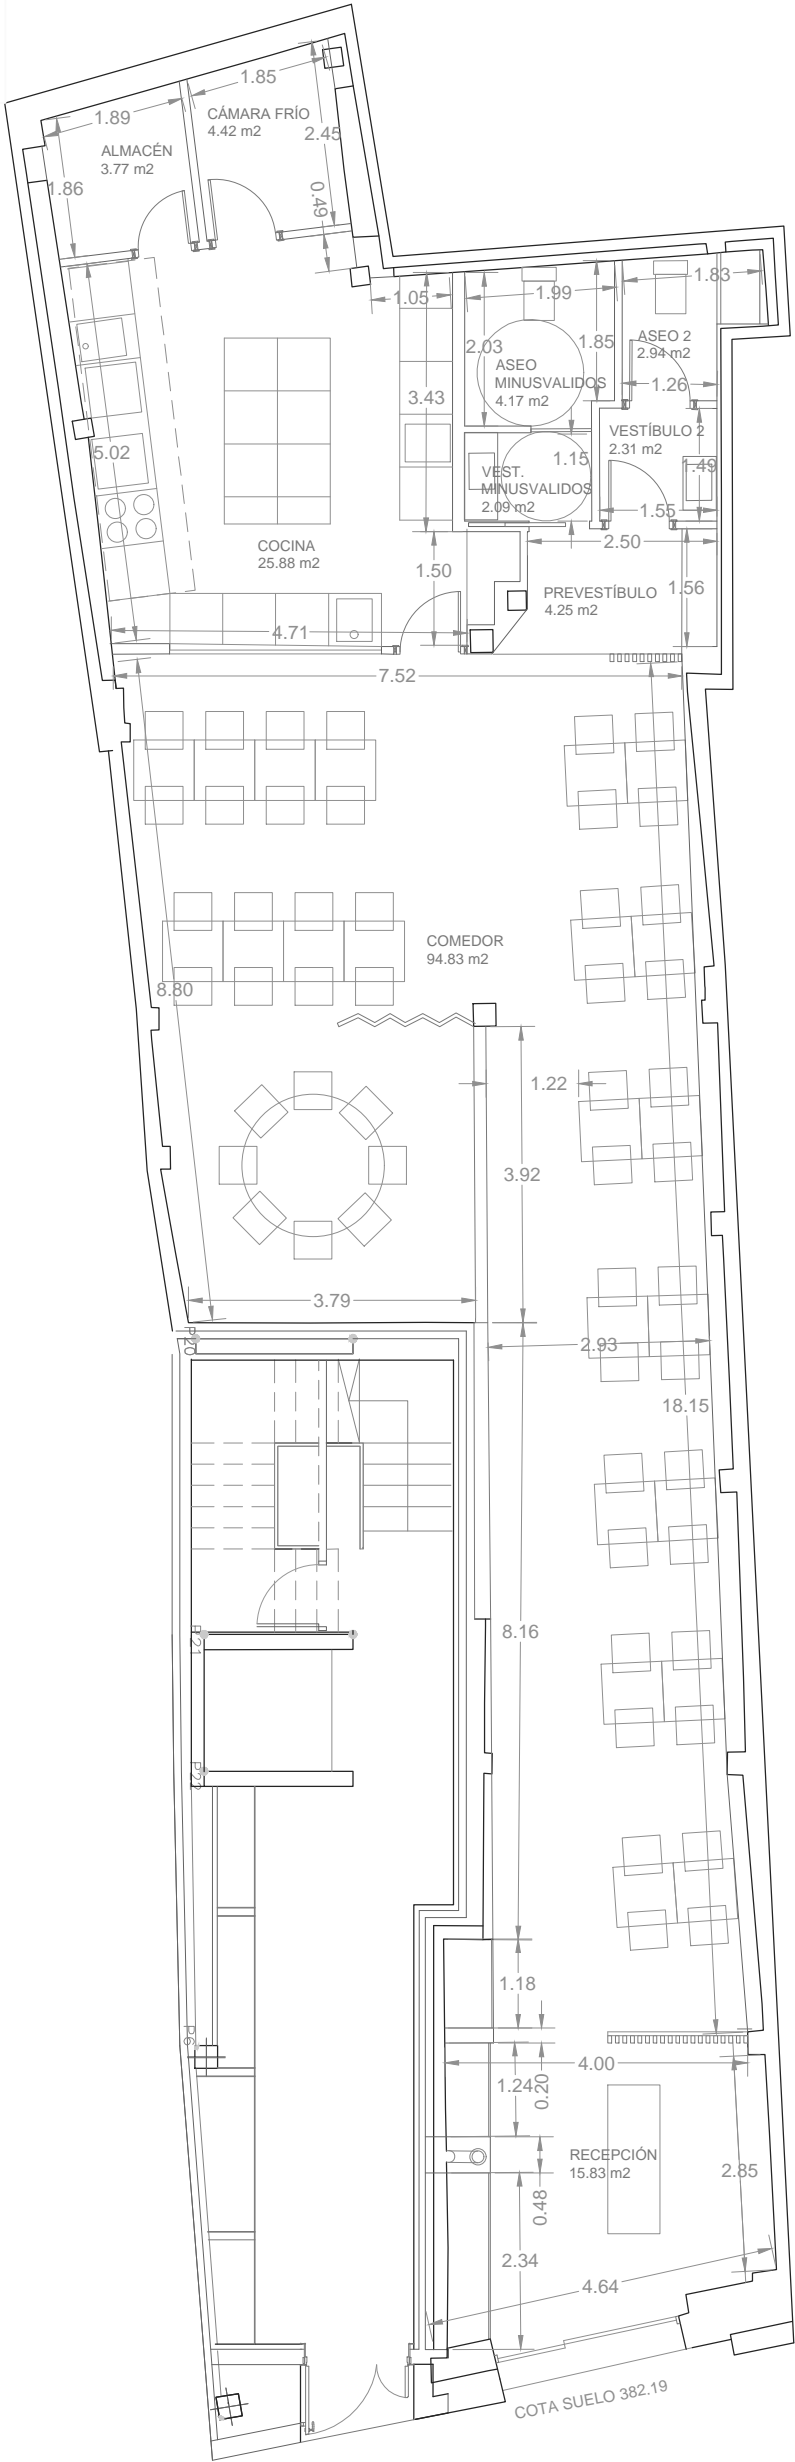 1.85
1.89
CÁMARA FRÍO
4.42 m2
2.45
ALMACÉN
3.77 m2
1.86
0.49
1.05
1.99
1.83
2.03
1.85
ASEO 2
2.94 m2
ASEO
MINUSVALIDOS
4.17 m2
1.26
3.43
5.02
VESTÍBULO 2
2.31 m2
1.15
1.49
VEST.
MINUSVALIDOS
2.09 m2
1.55
COCINA
25.88 m2
2.50
1.50
1.56
PREVESTÍBULO
4.25 m2
4.71
7.52
COMEDOR
94.83 m2
8.80
1.22
3.92
3.79
P20
2.93
18.15
8.16
P21
P22
1.18
P6
4.00
1.24
0.20
RECEPCIÓN
15.83 m2
2.85
0.48
2.34
4.64
COTA SUELO 382.19